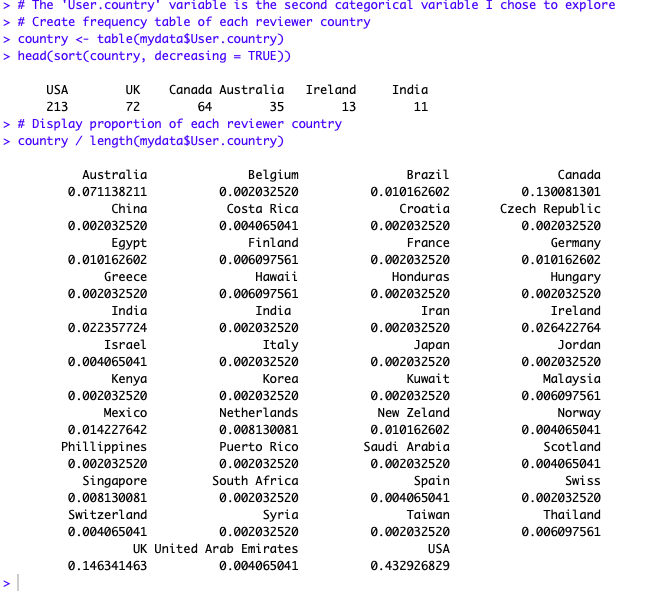 > # The 'User.country' variable is the second categorical variable I chose to explore
> # Create frequency table of each reviewer country
> country <- table(mydata$User.country)
> head(sort(country, decreasing = TRUE))
USA UK Canada Australia Ireland India
213 72 64 35 13 11
> # Display proportion of each reviewer country
> country / length(mydata$User.country)
Australia Belgium Brazil Canada
0.071138211 0.002032520 0.010162602 0.130081301
China Costa Rica Croatia Czech Republic
0.002032520 0.004065041 0.002032520 0.002032520
Egypt Finland France Germany
0.010162602 0.006097561 0.002032520 0.010162602
Greece Hawaii Honduras Hungary
0.002032520 0.006097561 0.002032520 0.002032520
India India Iran Ireland
0.022357724 0.002032520 0.002032520 0.026422764
Israel Italy Japan Jordan
0.004065041 0.002032520 0.002032520 0.002032520
Kenya Korea Kuwait Malaysia
0.002032520 0.002032520 0.002032520 0.006097561
Mexico Netherlands New Zeland Norway
0.014227642 0.008130081 0.010162602 0.004065041
Phillippines Puerto Rico Saudi Arabia Scotland
0.002032520 0.002032520 0.002032520 0.004065041
Singapore South Africa Spain Swiss
0.008130081 0.002032520 0.004065041 0.002032520
Switzerland Syria Taiwan Thailand
0.004065041 0.002032520 0.002032520 0.006097561
UK United Arab Emirates USA
0.146341463 0.004065041 0.432926829
>